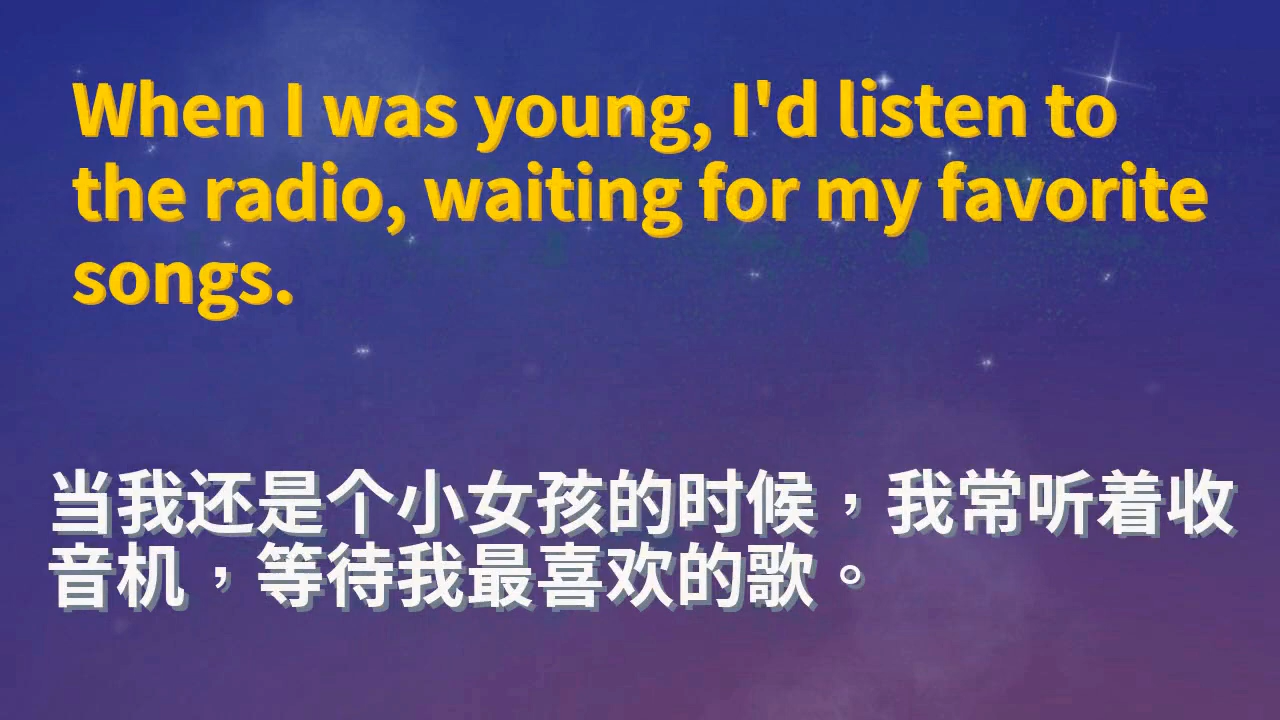 When I was young, I'd listen to
the radio, waiting for my favorite
songs.
当我还是个小女孩的时候，我常听着收
音机，等待我最喜欢的歌。